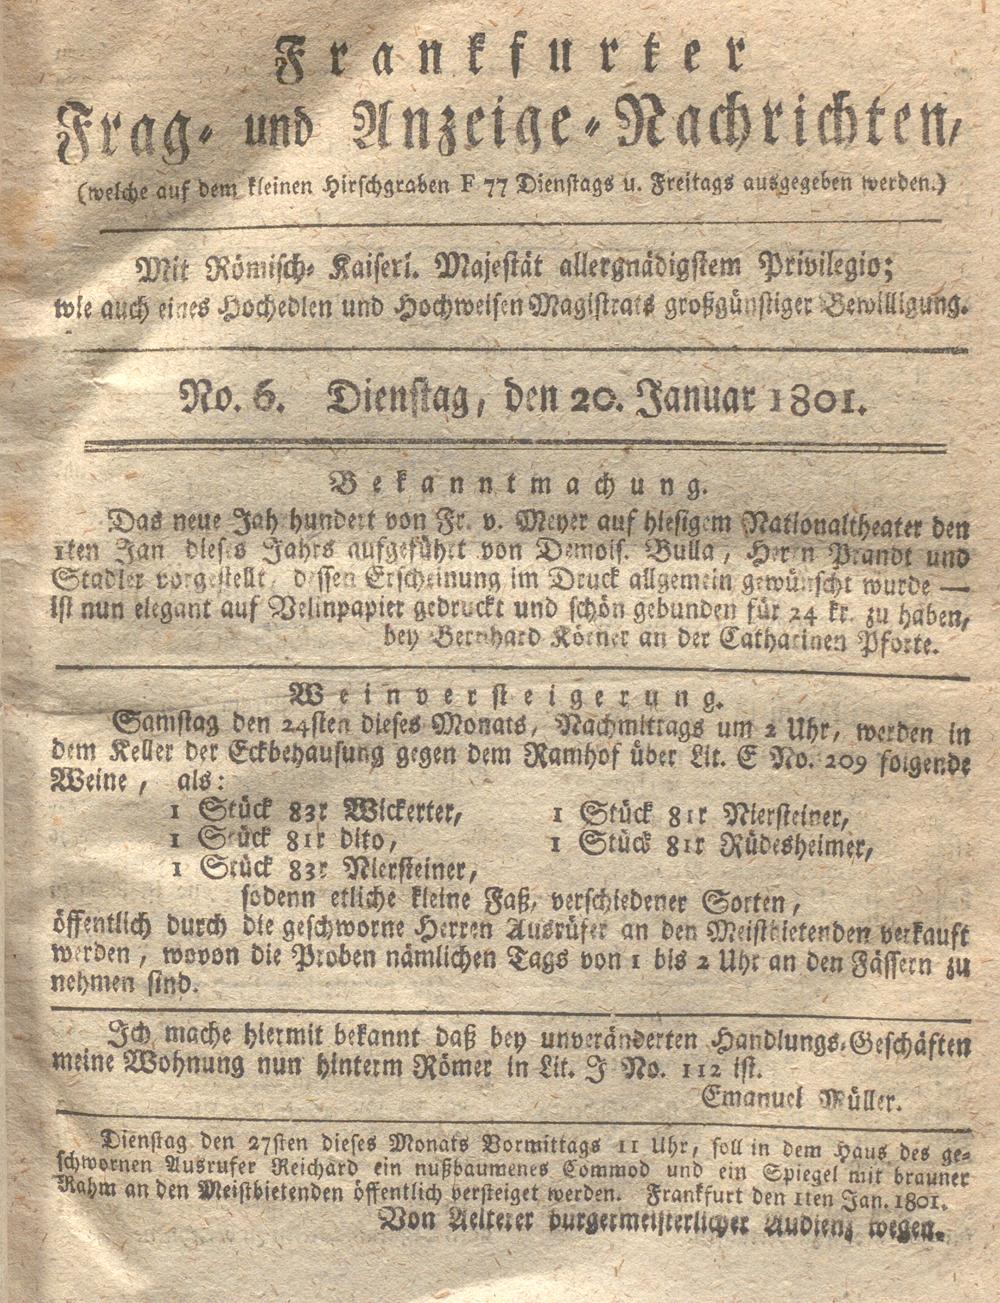 Frankfurter
Frag- und Anzeige-Nachrichten,
(welche auf dem kleinen Hirschgraben F 77 Dienstags u. Freitags ausgegeben werden.)
Mit Römisch- Kaiserl. Majestät allergnädigstem Privilegio;
wie auch eines Hochedlen und Hochweisen Magistrats großgünstiger Bewilligung.
No. 6. Dienstag, den 20. Januar 1801.
Bekanntmachung.
Das neue Jahrhundert von Fr. v. Meyer auf hiesigem Nationaltheater den
1ten Jan dieses Jahrs aufgeführt von Demois. Bulla, Herrn Prandt und
Stadler vorgestellt, dessen Erscheinung im Druck allgemein gewünscht wurde —
ist nun elegant auf Velinpapier gedruckt und schön gebunden für 24 kr. zu haben,
bey Bernhard Körner an der Catharinen Pforte.
Weinversteigerung.
Samstag den 24sten dieses Monats, Nachmittags um 2 Uhr, werden in
dem Keller der Eckbehausung gegen dem Ramhof über Lit. E No. 209 folgende
Weine, als:
1 Stück 83r Wickerter, 1 Stück 81r Niersteiner,
1 Stück 81r dito, 1 Stück 81r Rüdesheimer,
1 Stück 83r Niersteiner,
sodenn etliche kleine Faß, verschiedener Sorten,
öffentlich durch die geschworne Herren Ausrüfer an den Meistbietenden verkauft
werden, wovon die Proben nämlichen Tags von 1 bis 2 Uhr an den Fässern zu
nehmen sind.
Ich mache hiermit bekannt daß bey unveränderten Handlungs-Geschäften
meine Wohnung nun hinterm Römer in Lit. J No. 112 ist.
Emanuel Müller.
Dienstag den 27sten dieses Monats Vormittags 11 Uhr, soll in dem Haus des ge-
schwornen Ausrufer Reichard ein nußbaumenes Commod und ein Spiegel mit brauner
Rahm an den Meistbietenden öffentlich versteiget werden. Frankfurt den 1ten Jan. 1801.
Von Aelterer burgermeisterlicher Audienz wegen.